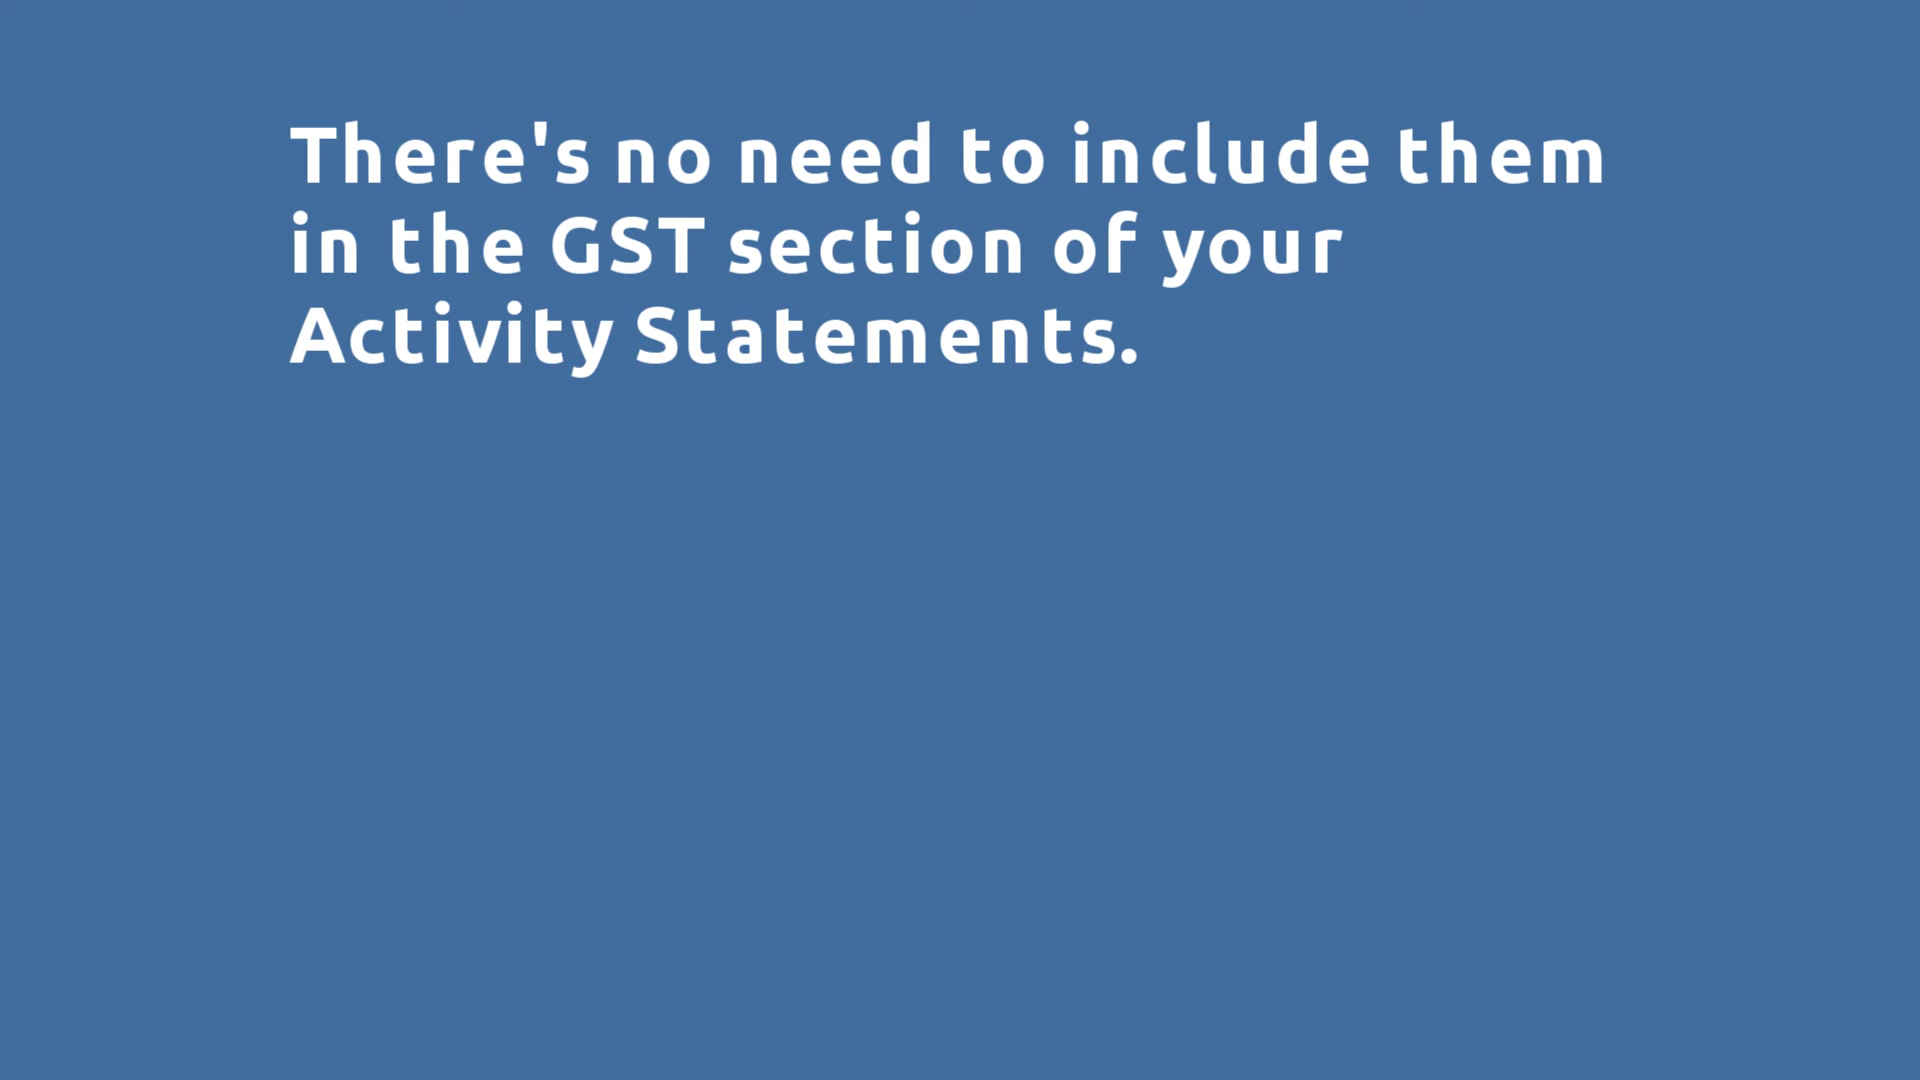 There's no need to include them
in the GST section of your
Activity Statements.